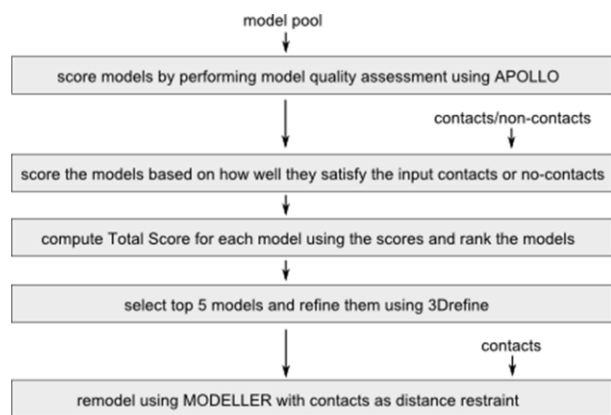 model pool
score models by performing model quality assessment using APOLLO
contacts/non-contacts
score the models based on how well they satisfy the input contacts or no-contacts
compute Total Score for each model using the scores and rank the models
select top 5 models and refine them using 3Drefine
contacts
remodel using MODELLER with contacts as distance restraint